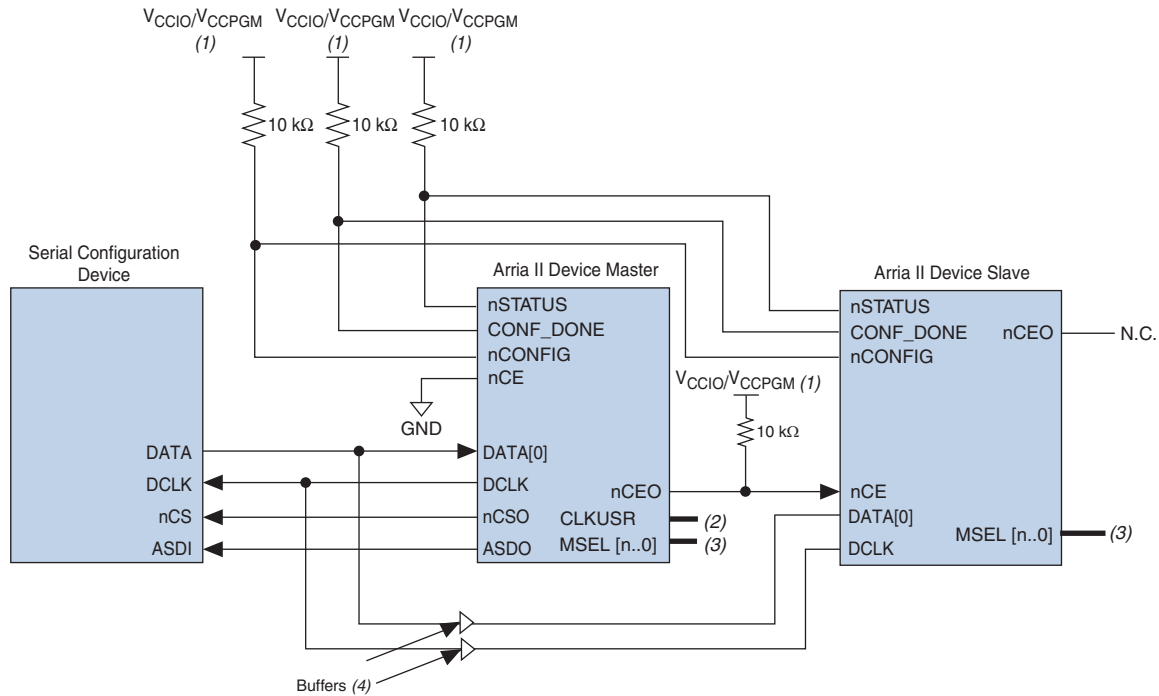 VCCIO/VCCPGM VCCIO/VCCPGM VCCIO/VCCPGM
(1) (1) (1)
10 kΩ 10 kΩ 10 kΩ
Serial Configuration
Device
Arria II Device Master
Arria II Device Slave
nSTATUS
CONF_DONE
nCONFIG
nCE
GND
nSTATUS
CONF_DONE
nCONFIG
nCEO
N.C.
VCCIO/VCCPGM (1)
10 kΩ
DATA
DCLK
nCS
ASDI
DATA[0]
DCLK
nCSO
ASDO
nCEO
CLKUSR
(2)
MSEL [n..0]
(3)
nCE
DATA[0]
DCLK
MSEL [n..0]
(3)
Buffers (4)